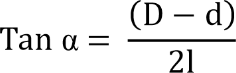 Tan α = (D − d) / 2l